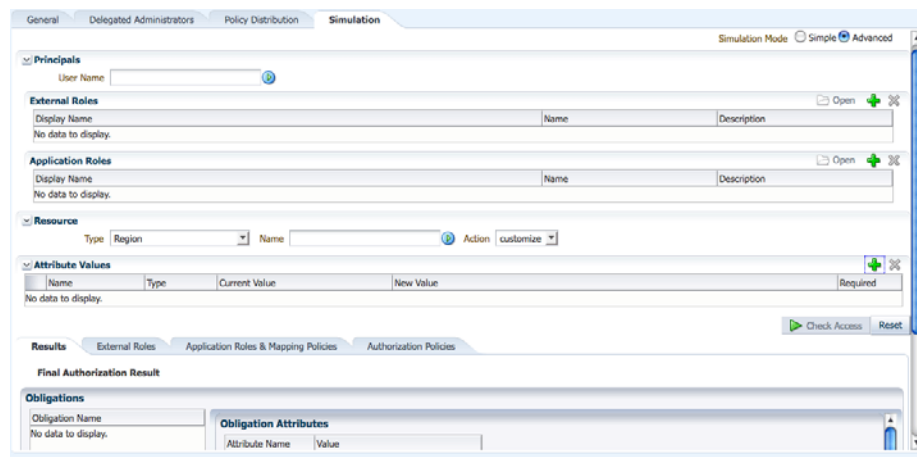 General Delegated Administrators Policy Distribution Simulation
Simulation Mode Simple Advanced
Principals
User Name
External Roles Open
Display Name Name Description
No data to display.
Application Roles Open
Display Name Name Description
No data to display.
Resource
Type Region Name Action customize
Attribute Values
Name Type Current Value New Value Required
No data to display.
Check Access Reset
Results External Roles Application Roles & Mapping Policies Authorization Policies
Final Authorization Result
Obligations
Obligation Name
No data to display.
Obligation Attributes
Attribute Name Value